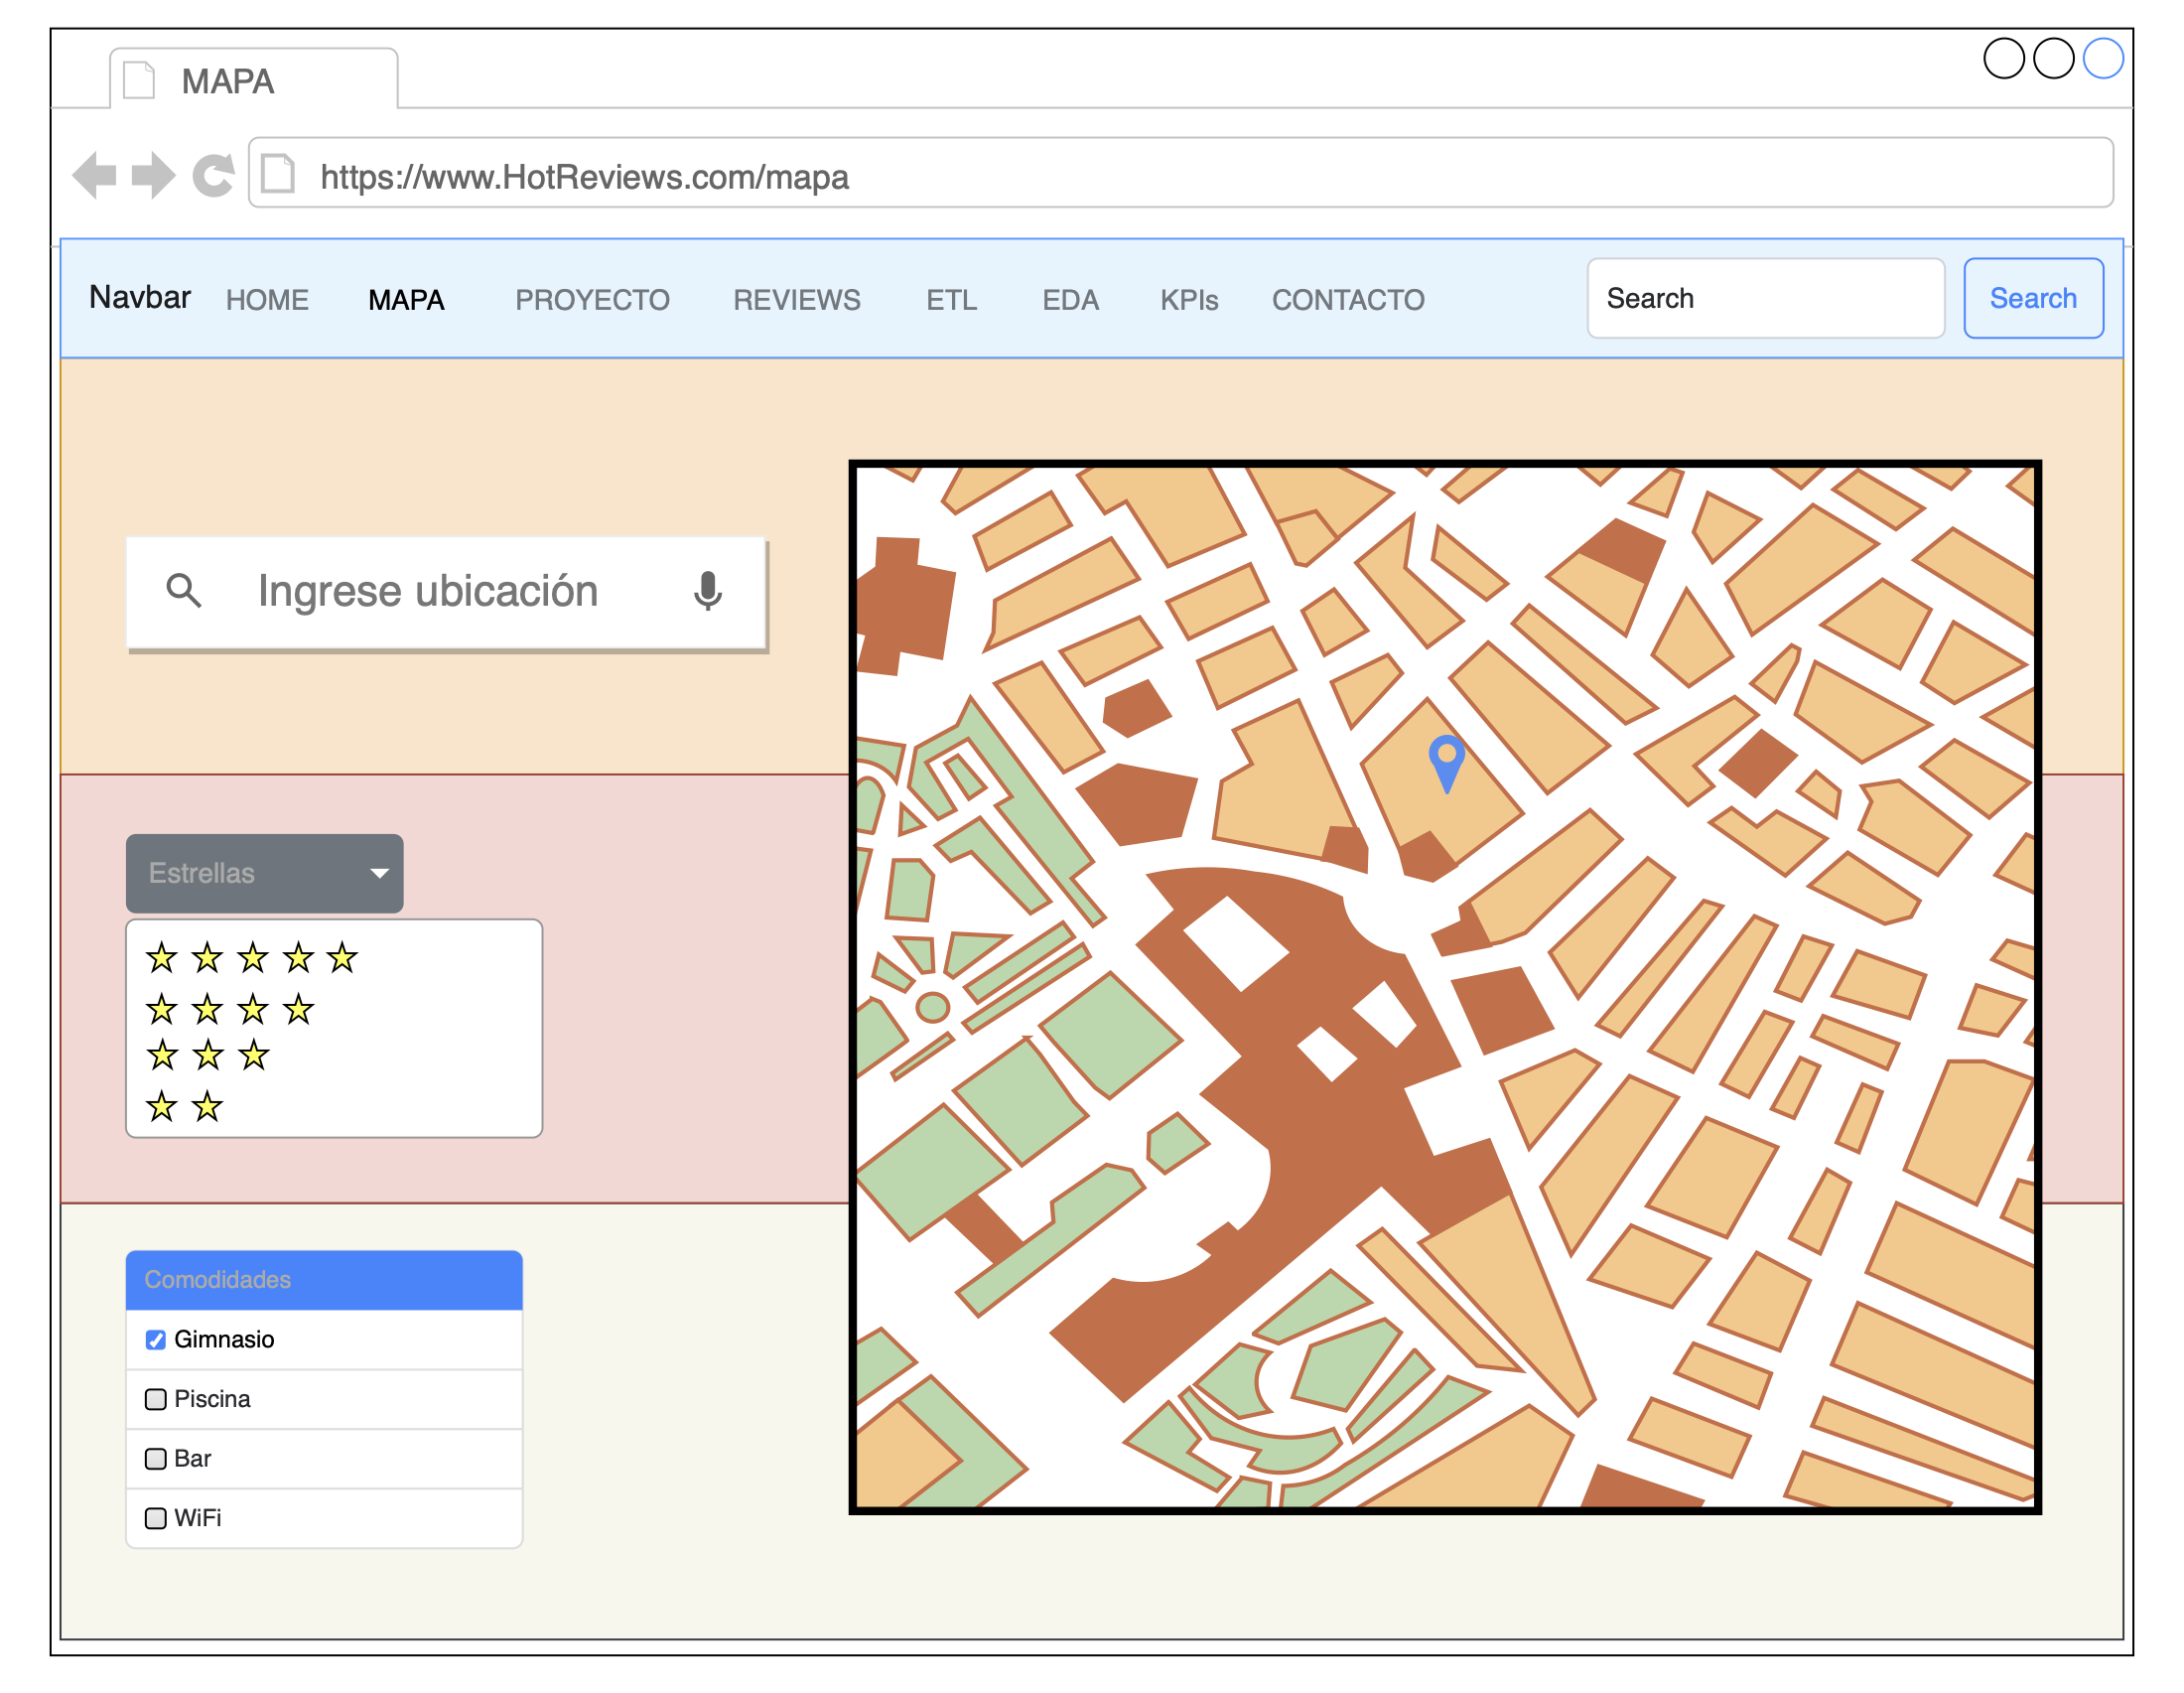 MAPA
https://www.HotReviews.com/mapa
Navbar HOME MAPA PROYECTO REVIEWS ETL EDA KPIs CONTACTO Search Search
Ingrese ubicación
Estrellas
Comodidades
Gimnasio
Piscina
Bar
WiFi